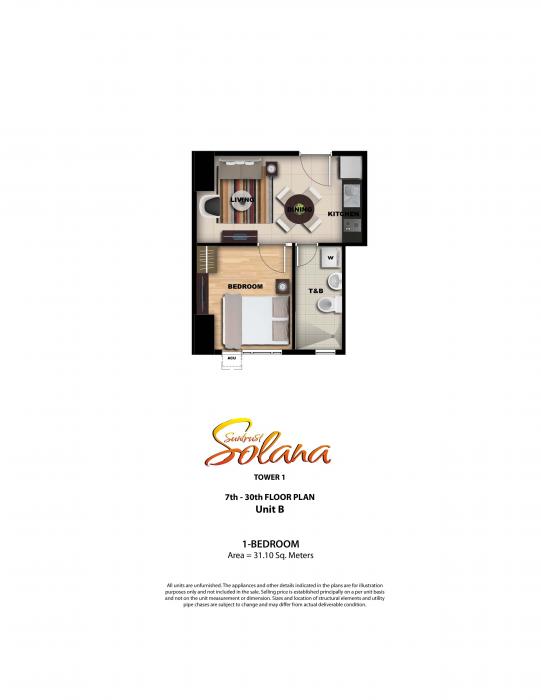 LIVING
DINING
KITCHEN
W
BEDROOM
T&B
ACU
Suntrust
Solana
TOWER 1
7th - 30th FLOOR PLAN
Unit B
1-BEDROOM
Area = 31.10 Sq. Meters
All units are unfurnished. The appliances and other details indicated in the plans are for illustration
purposes only and not included in the sale. Selling price is established principally on a per unit basis
and not on the unit measurement or dimension. Sizes and location of structural elements and utility
pipe chases are subject to change and may differ from actual deliverable condition.